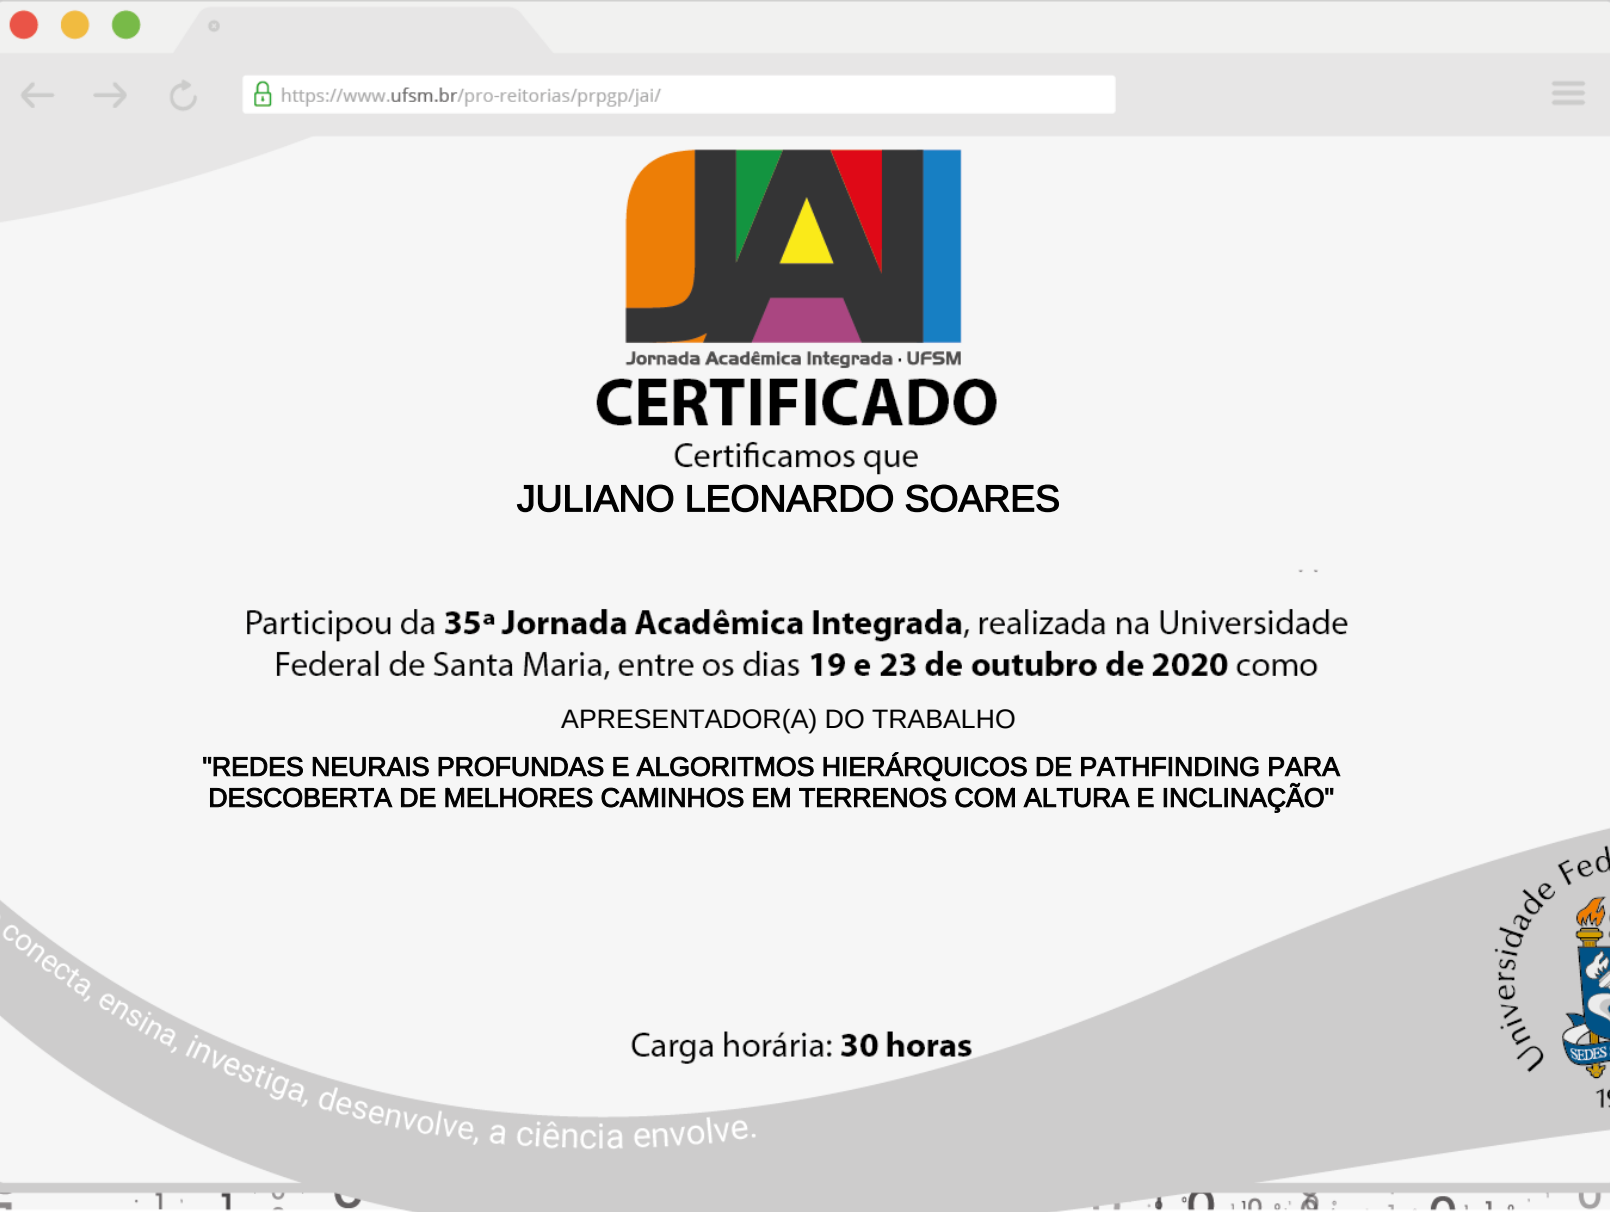 https://www.ufsm.br/pro-reitorias/prpgp/jai/
JAI
Jornada Acadêmica Integrada · UFSM
CERTIFICADO
Certificamos que
JULIANO LEONARDO SOARES
Participou da 35ª Jornada Acadêmica Integrada, realizada na Universidade
Federal de Santa Maria, entre os dias 19 e 23 de outubro de 2020 como
APRESENTADOR(A) DO TRABALHO
"REDES NEURAIS PROFUNDAS E ALGORITMOS HIERÁRQUICOS DE PATHFINDING PARA
DESCOBERTA DE MELHORES CAMINHOS EM TERRENOS COM ALTURA E INCLINAÇÃO"
Carga horária: 30 horas
conecta, ensina, investiga, desenvolve, a ciência envolve.
Universidade Fed
SEDES